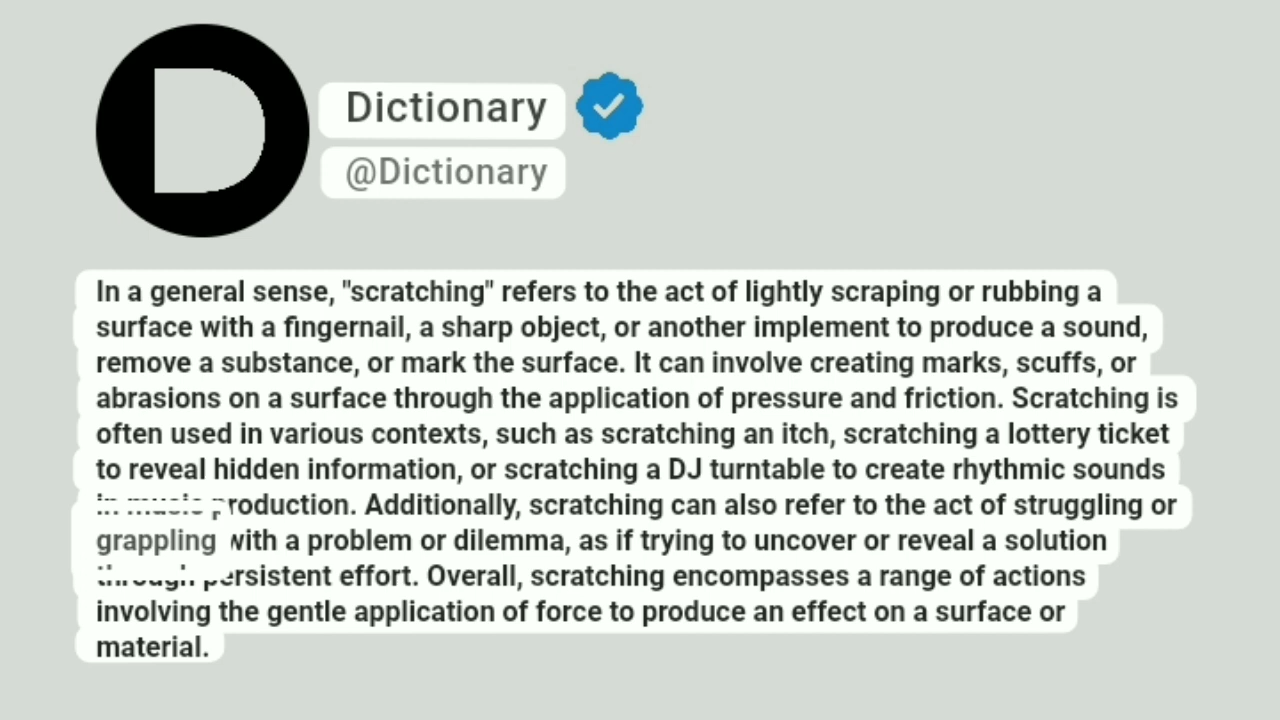 D
Dictionary
@Dictionary
In a general sense, "scratching" refers to the act of lightly scraping or rubbing a
surface with a fingernail, a sharp object, or another implement to produce a sound,
remove a substance, or mark the surface. It can involve creating marks, scuffs, or
abrasions on a surface through the application of pressure and friction. Scratching is
often used in various contexts, such as scratching an itch, scratching a lottery ticket
to reveal hidden information, or scratching a DJ turntable to create rhythmic sounds
in music production. Additionally, scratching can also refer to the act of struggling or
grappling with a problem or dilemma, as if trying to uncover or reveal a solution
through persistent effort. Overall, scratching encompasses a range of actions
involving the gentle application of force to produce an effect on a surface or
material.